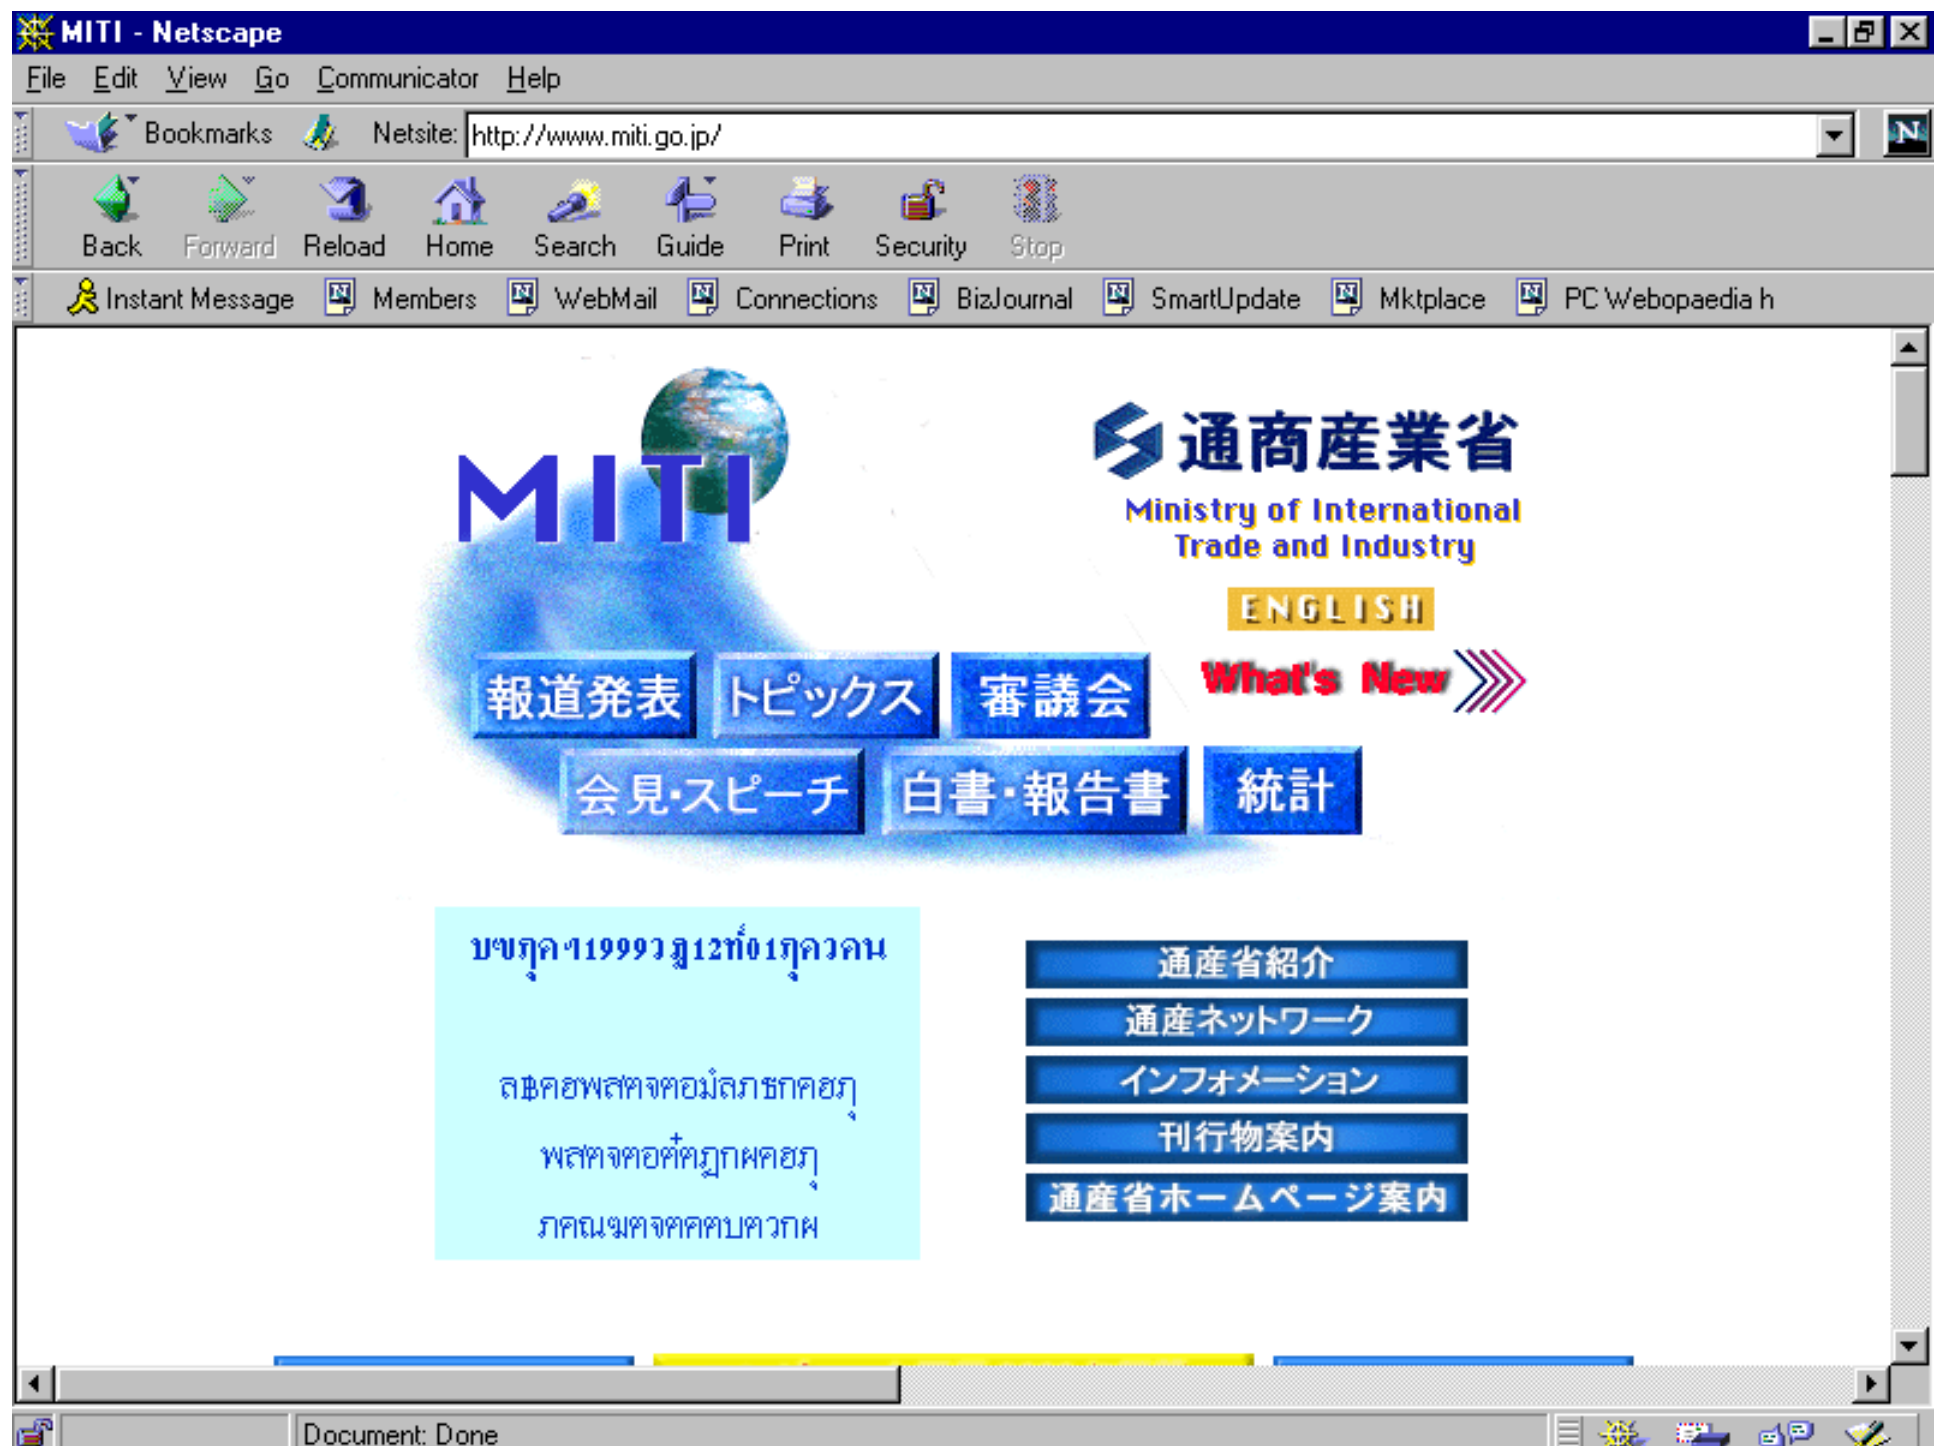 MITI - Netscape
File Edit View Go Communicator Help
Bookmarks Netsite: http://www.miti.go.jp/
N
Back Forward Reload Home Search Guide Print Security Stop
Instant Message Members WebMail Connections BizJournal SmartUpdate Mktplace PC Webopaedia h
MITI
通商産業省
Ministry of International
Trade and Industry
ENGLISH
What's New
報道発表 トピックス 審議会
会見・スピーチ 白書・報告書 統計
通産省紹介
通産ネットワーク
インフォメーション
刊行物案内
通産省ホームページ案内
Document: Done